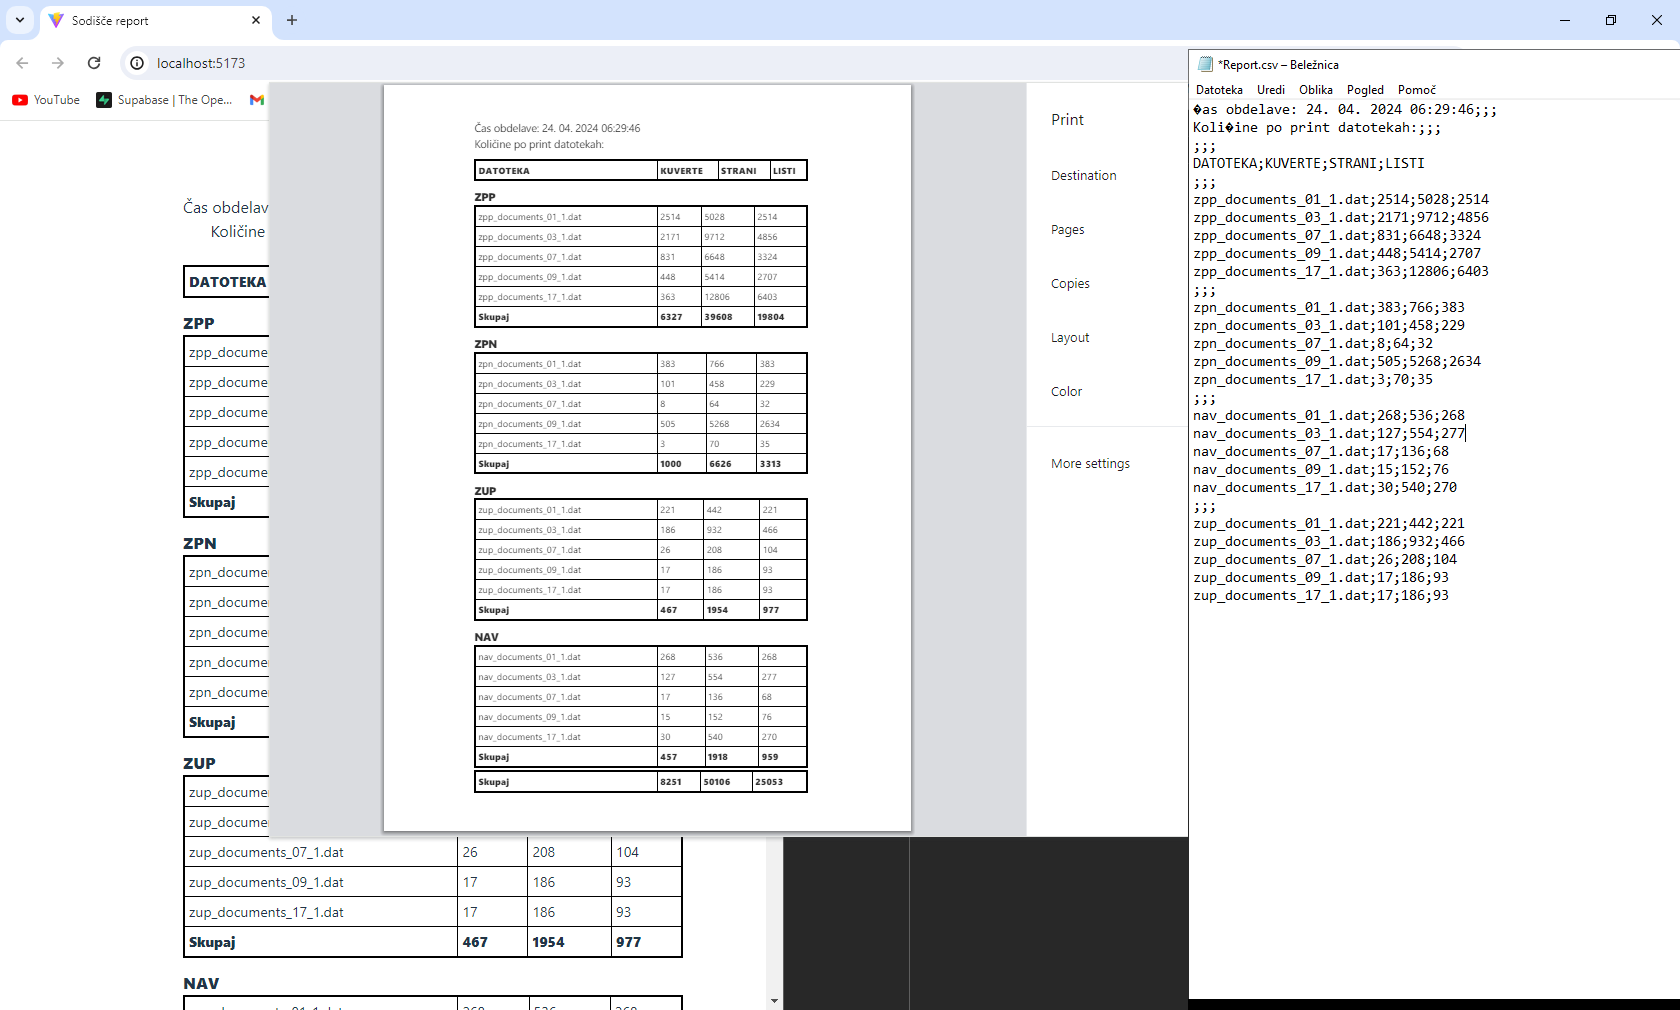 Sodišče report
localhost:5173
YouTube
Supabase | The Ope...
Čas obdelav
Količine
DATOTEKA
ZPP
zpp_docume
zpp_docume
zpp_docume
zpp_docume
zpp_docume
Skupaj
ZPN
zpn_docume
zpn_docume
zpn_docume
zpn_docume
zpn_docume
Skupaj
ZUP
zup_docume
zup_docume
zup_documents_07_1.dat 26 208 104
zup_documents_09_1.dat 17 186 93
zup_documents_17_1.dat 17 186 93
Skupaj 467 1954 977
NAV
Čas obdelave: 24. 04. 2024 06:29:46
Količine po print datotekah:
DATOTEKA KUVERTE STRANI LISTI
ZPP
zpp_documents_01_1.dat 2514 5028 2514
zpp_documents_03_1.dat 2171 9712 4856
zpp_documents_07_1.dat 831 6648 3324
zpp_documents_09_1.dat 448 5414 2707
zpp_documents_17_1.dat 363 12806 6403
Skupaj 6327 39608 19804
ZPN
zpn_documents_01_1.dat 383 766 383
zpn_documents_03_1.dat 101 458 229
zpn_documents_07_1.dat 8 64 32
zpn_documents_09_1.dat 505 5268 2634
zpn_documents_17_1.dat 3 70 35
Skupaj 1000 6626 3313
ZUP
zup_documents_01_1.dat 221 442 221
zup_documents_03_1.dat 186 932 466
zup_documents_07_1.dat 26 208 104
zup_documents_09_1.dat 17 186 93
zup_documents_17_1.dat 17 186 93
Skupaj 467 1954 977
NAV
nav_documents_01_1.dat 268 536 268
nav_documents_03_1.dat 127 554 277
nav_documents_07_1.dat 17 136 68
nav_documents_09_1.dat 15 152 76
nav_documents_17_1.dat 30 540 270
Skupaj 457 1918 959
Skupaj 8251 50106 25053
Print
Destination
Pages
Copies
Layout
Color
More settings
*Report.csv – Beležnica
Datoteka Uredi Oblika Pogled Pomoč
�as obdelave: 24. 04. 2024 06:29:46;;;
Koli�ine po print datotekah:;;;
;;;
DATOTEKA;KUVERTE;STRANI;LISTI
;;;
zpp_documents_01_1.dat;2514;5028;2514
zpp_documents_03_1.dat;2171;9712;4856
zpp_documents_07_1.dat;831;6648;3324
zpp_documents_09_1.dat;448;5414;2707
zpp_documents_17_1.dat;363;12806;6403
;;;
zpn_documents_01_1.dat;383;766;383
zpn_documents_03_1.dat;101;458;229
zpn_documents_07_1.dat;8;64;32
zpn_documents_09_1.dat;505;5268;2634
zpn_documents_17_1.dat;3;70;35
;;;
nav_documents_01_1.dat;268;536;268
nav_documents_03_1.dat;127;554;277
nav_documents_07_1.dat;17;136;68
nav_documents_09_1.dat;15;152;76
nav_documents_17_1.dat;30;540;270
;;;
zup_documents_01_1.dat;221;442;221
zup_documents_03_1.dat;186;932;466
zup_documents_07_1.dat;26;208;104
zup_documents_09_1.dat;17;186;93
zup_documents_17_1.dat;17;186;93